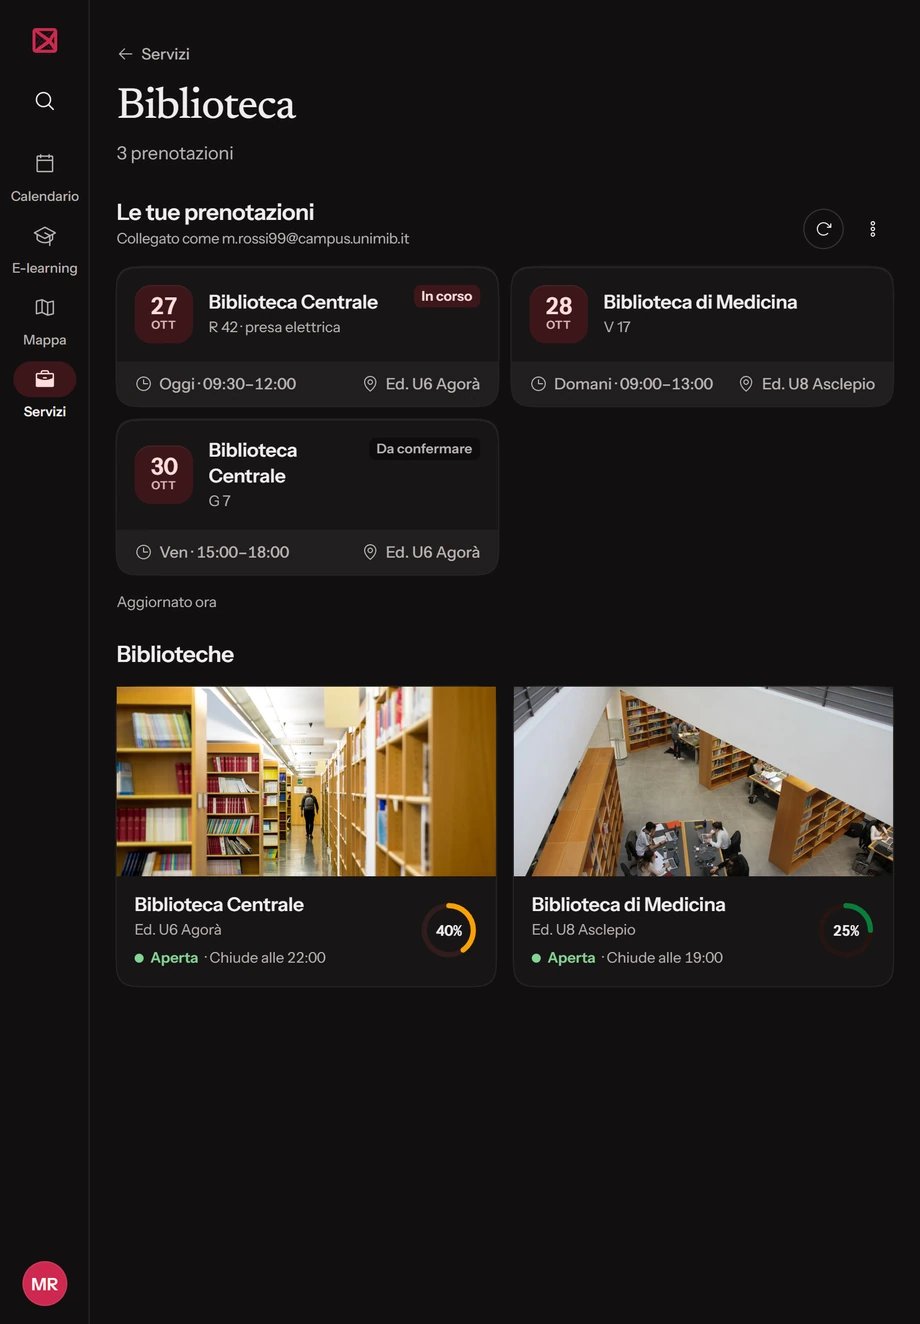 ← Servizi
Biblioteca
3 prenotazioni
Calendario
E-learning
Mappa
Servizi
Le tue prenotazioni
Collegato come m.rossi99@campus.unimib.it
27
OTT
Biblioteca Centrale
In corso
R 42 · presa elettrica
Oggi · 09:30–12:00
Ed. U6 Agorà
28
OTT
Biblioteca di Medicina
V 17
Domani · 09:00–13:00
Ed. U8 Asclepio
30
OTT
Biblioteca
Centrale
Da confermare
G 7
Ven · 15:00–18:00
Ed. U6 Agorà
Aggiornato ora
Biblioteche
Biblioteca Centrale
Ed. U6 Agorà
Aperta · Chiude alle 22:00
40%
Biblioteca di Medicina
Ed. U8 Asclepio
Aperta · Chiude alle 19:00
25%
MR